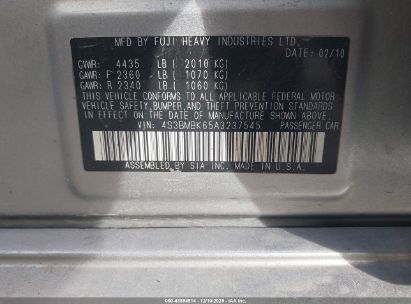 MFD BY FUJI HEAVY INDUSTRIES LTD.
DATE: 02/10
GVWR: 4435 LB ( 2010 KG)
GAWR: F 2360 LB ( 1070 KG)
GAWR: R 2340 LB ( 1060 KG)
THIS VEHICLE CONFORMS TO ALL APPLICABLE FEDERAL MOTOR
VEHICLE SAFETY, BUMPER, AND THEFT PREVENTION STANDARDS
IN EFFECT ON THE DATE OF MANUFACTURE SHOWN ABOVE.
VIN: 4S3BMBK65A3237545 PASSENGER CAR
ASSEMBLED BY SIA INC. MADE IN U.S.A.